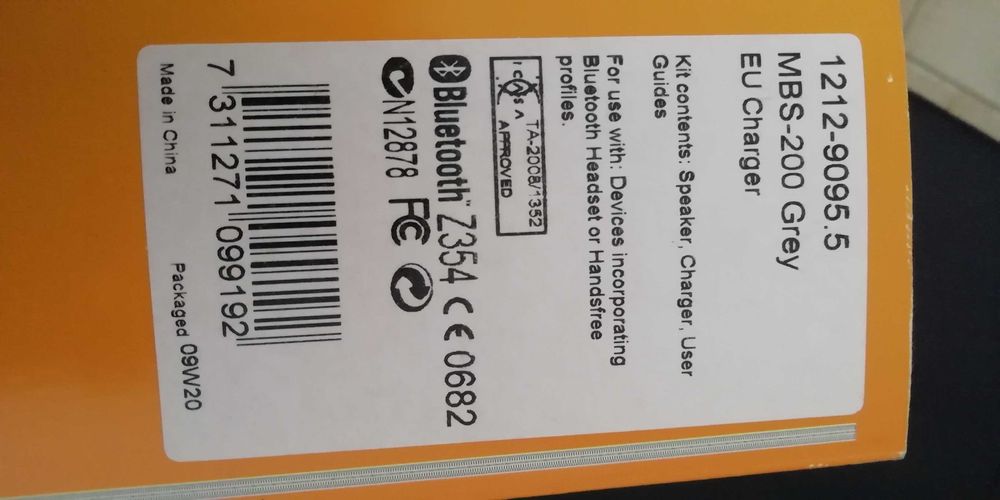 1212-9095.5
MBS-200 Grey
EU Charger
Kit contents: Speaker, Charger, User
Guides
For use with: Devices incorporating
Bluetooth Headset or Handsfree
profiles.
ICASA TA-2008/1352
APPROVED
Bluetooth™ Z354 CE 0682
N12878 FC
7 311271 099192
Made in China
Packaged 09W20